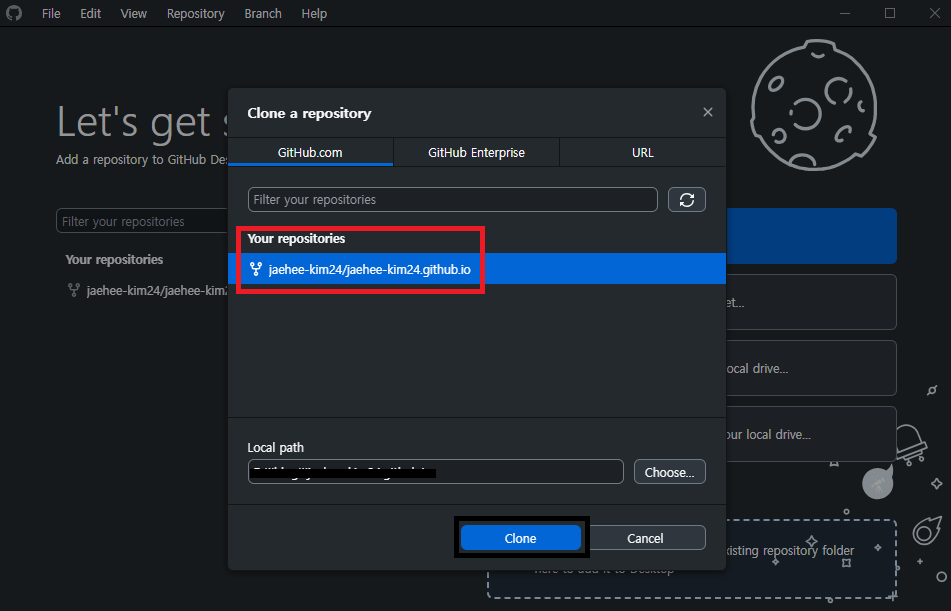 File Edit View Repository Branch Help
Let's get
Add a repository to GitHub De
Filter your repositories
Your repositories
jaehee-kim24/jaehee-kim2
Clone a repository
GitHub.com GitHub Enterprise URL
Filter your repositories
Your repositories
jaehee-kim24/jaehee-kim24.github.io
Local path
Choose...
Clone Cancel
et...
ocal drive...
our local drive...
xisting repository folder
here to add it to Desktop